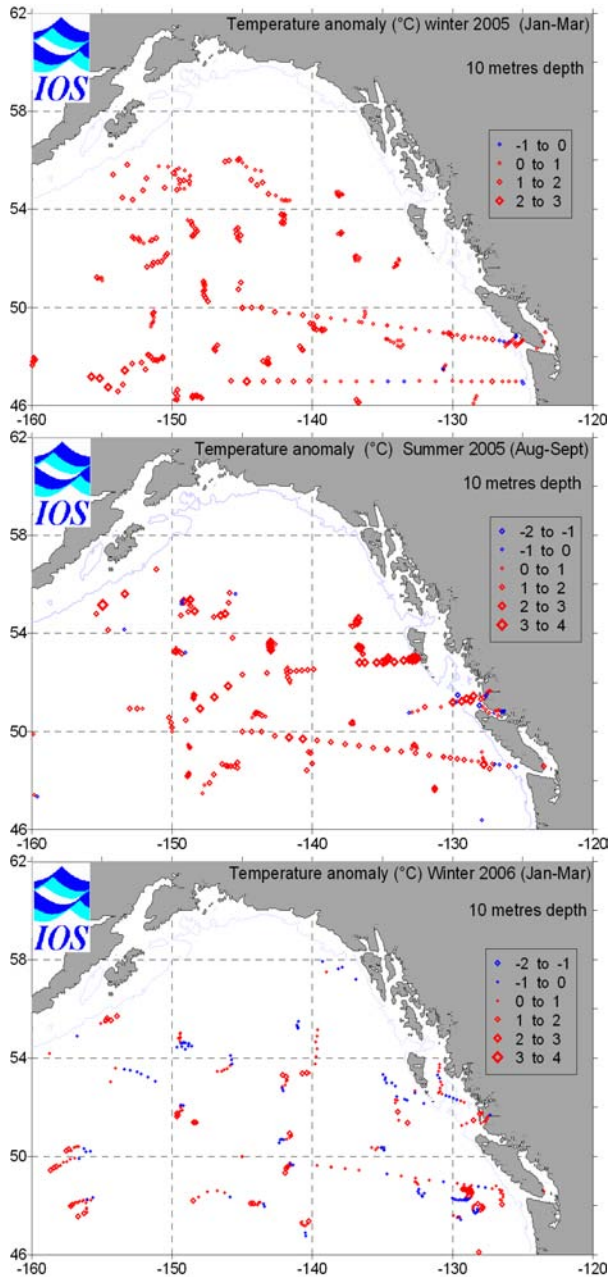 62
Temperature anomaly (°C) winter 2005 (Jan-Mar)
IOS
10 metres depth
58
-1 to 0
0 to 1
1 to 2
2 to 3
54
50
46
-160 -150 -140 -130 -120
62
Temperature anomaly (°C) Summer 2005 (Aug-Sept)
IOS
10 metres depth
58
-2 to -1
-1 to 0
0 to 1
1 to 2
2 to 3
3 to 4
54
50
46
-160 -150 -140 -130 -120
62
Temperature anomaly (°C) Winter 2006 (Jan-Mar)
IOS
10 metres depth
58
-2 to -1
-1 to 0
0 to 1
1 to 2
2 to 3
3 to 4
54
50
46
-160 -150 -140 -130 -120